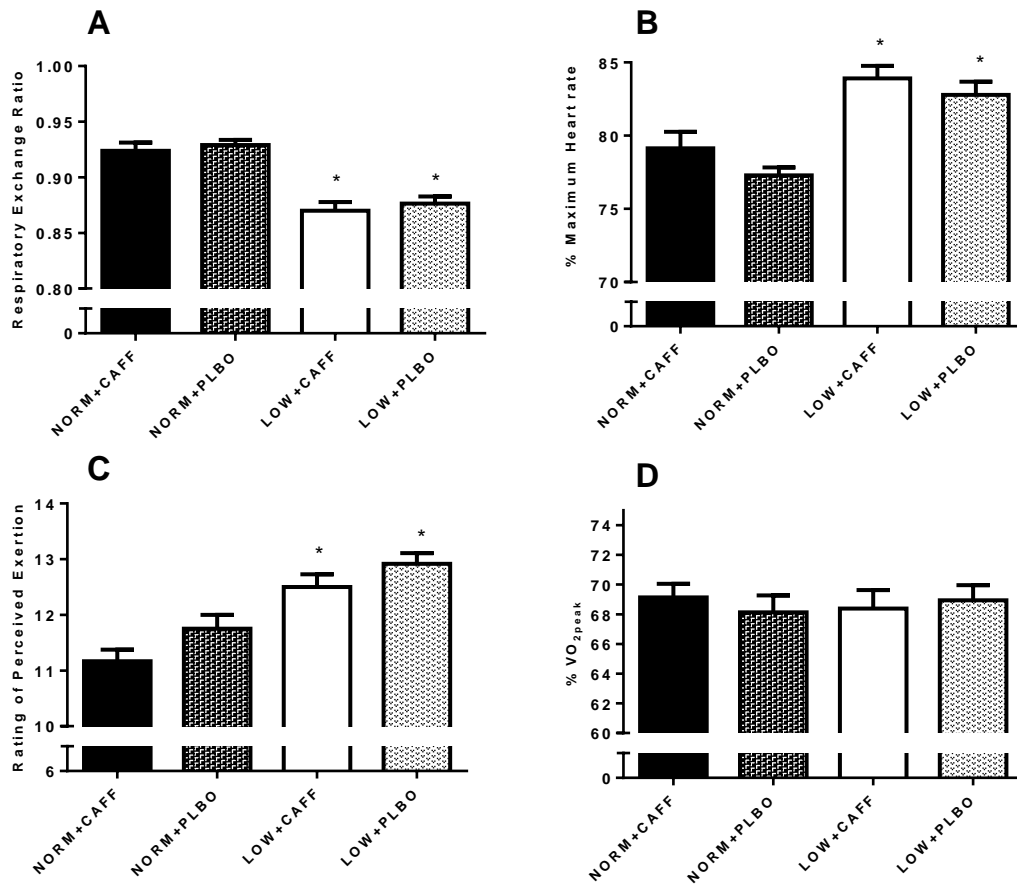 A
Respiratory Exchange Ratio
1.00
0.95
0.90
0.85
0.80
0
*
*
NORM+CAFF
NORM+PLBO
LOW+CAFF
LOW+PLBO
B
% Maximum Heart rate
85
80
75
70
0
*
*
NORM+CAFF
NORM+PLBO
LOW+CAFF
LOW+PLBO
C
Rating of Perceived Exertion
14
13
12
11
10
6
*
*
NORM+CAFF
NORM+PLBO
LOW+CAFF
LOW+PLBO
D
% VO2peak
74
72
70
68
66
64
62
60
0
NORM+CAFF
NORM+PLBO
LOW+CAFF
LOW+PLBO